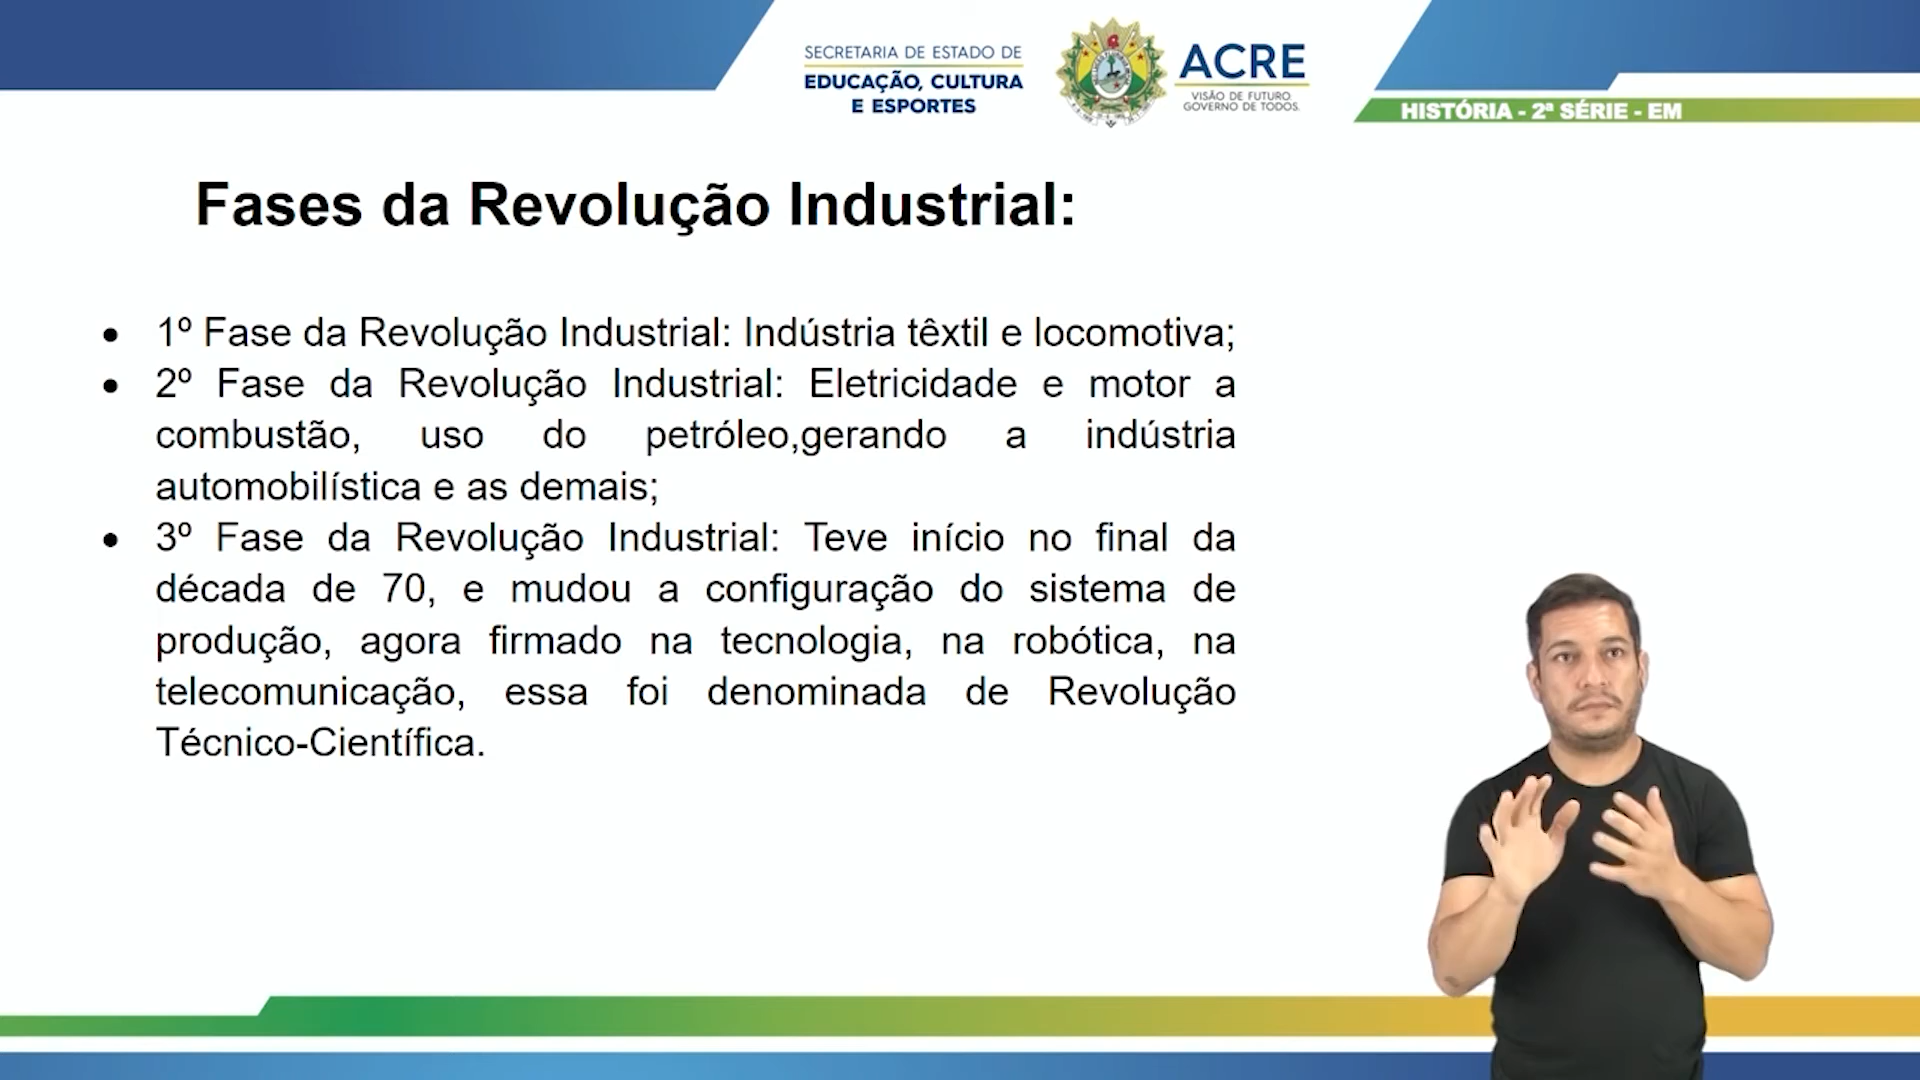 SECRETARIA DE ESTADO DE
EDUCAÇÃO, CULTURA
E ESPORTES
ACRE
VISÃO DE FUTURO.
GOVERNO DE TODOS.
HISTÓRIA - 2ª SÉRIE - EM
Fases da Revolução Industrial:
• 1º Fase da Revolução Industrial: Indústria têxtil e locomotiva;
• 2º Fase da Revolução Industrial: Eletricidade e motor a
combustão, uso do petróleo,gerando a indústria
automobilística e as demais;
• 3º Fase da Revolução Industrial: Teve início no final da
década de 70, e mudou a configuração do sistema de
produção, agora firmado na tecnologia, na robótica, na
telecomunicação, essa foi denominada de Revolução
Técnico-Científica.